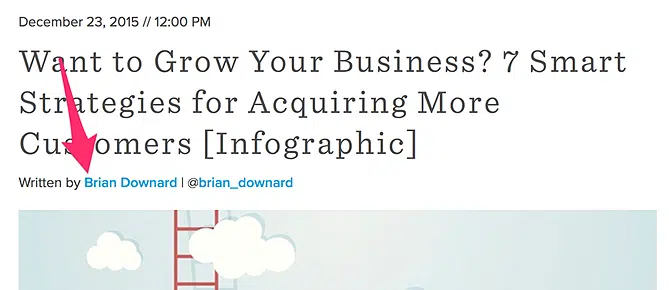 December 23, 2015 // 12:00 PM
Want to Grow Your Business? 7 Smart
Strategies for Acquiring More
Customers [Infographic]
Written by Brian Downard | @brian_downard